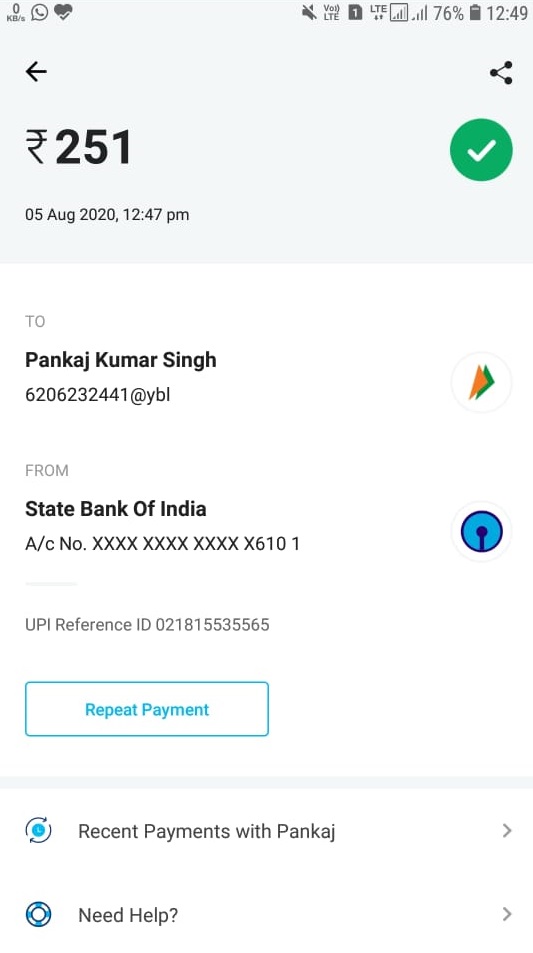 0
KB/s
Vo))
LTE
1
LTE
76%
12:49
₹251
05 Aug 2020, 12:47 pm
TO
Pankaj Kumar Singh
6206232441@ybl
FROM
State Bank Of India
A/c No. XXXX XXXX XXXX X610 1
UPI Reference ID 021815535565
Repeat Payment
Recent Payments with Pankaj
Need Help?